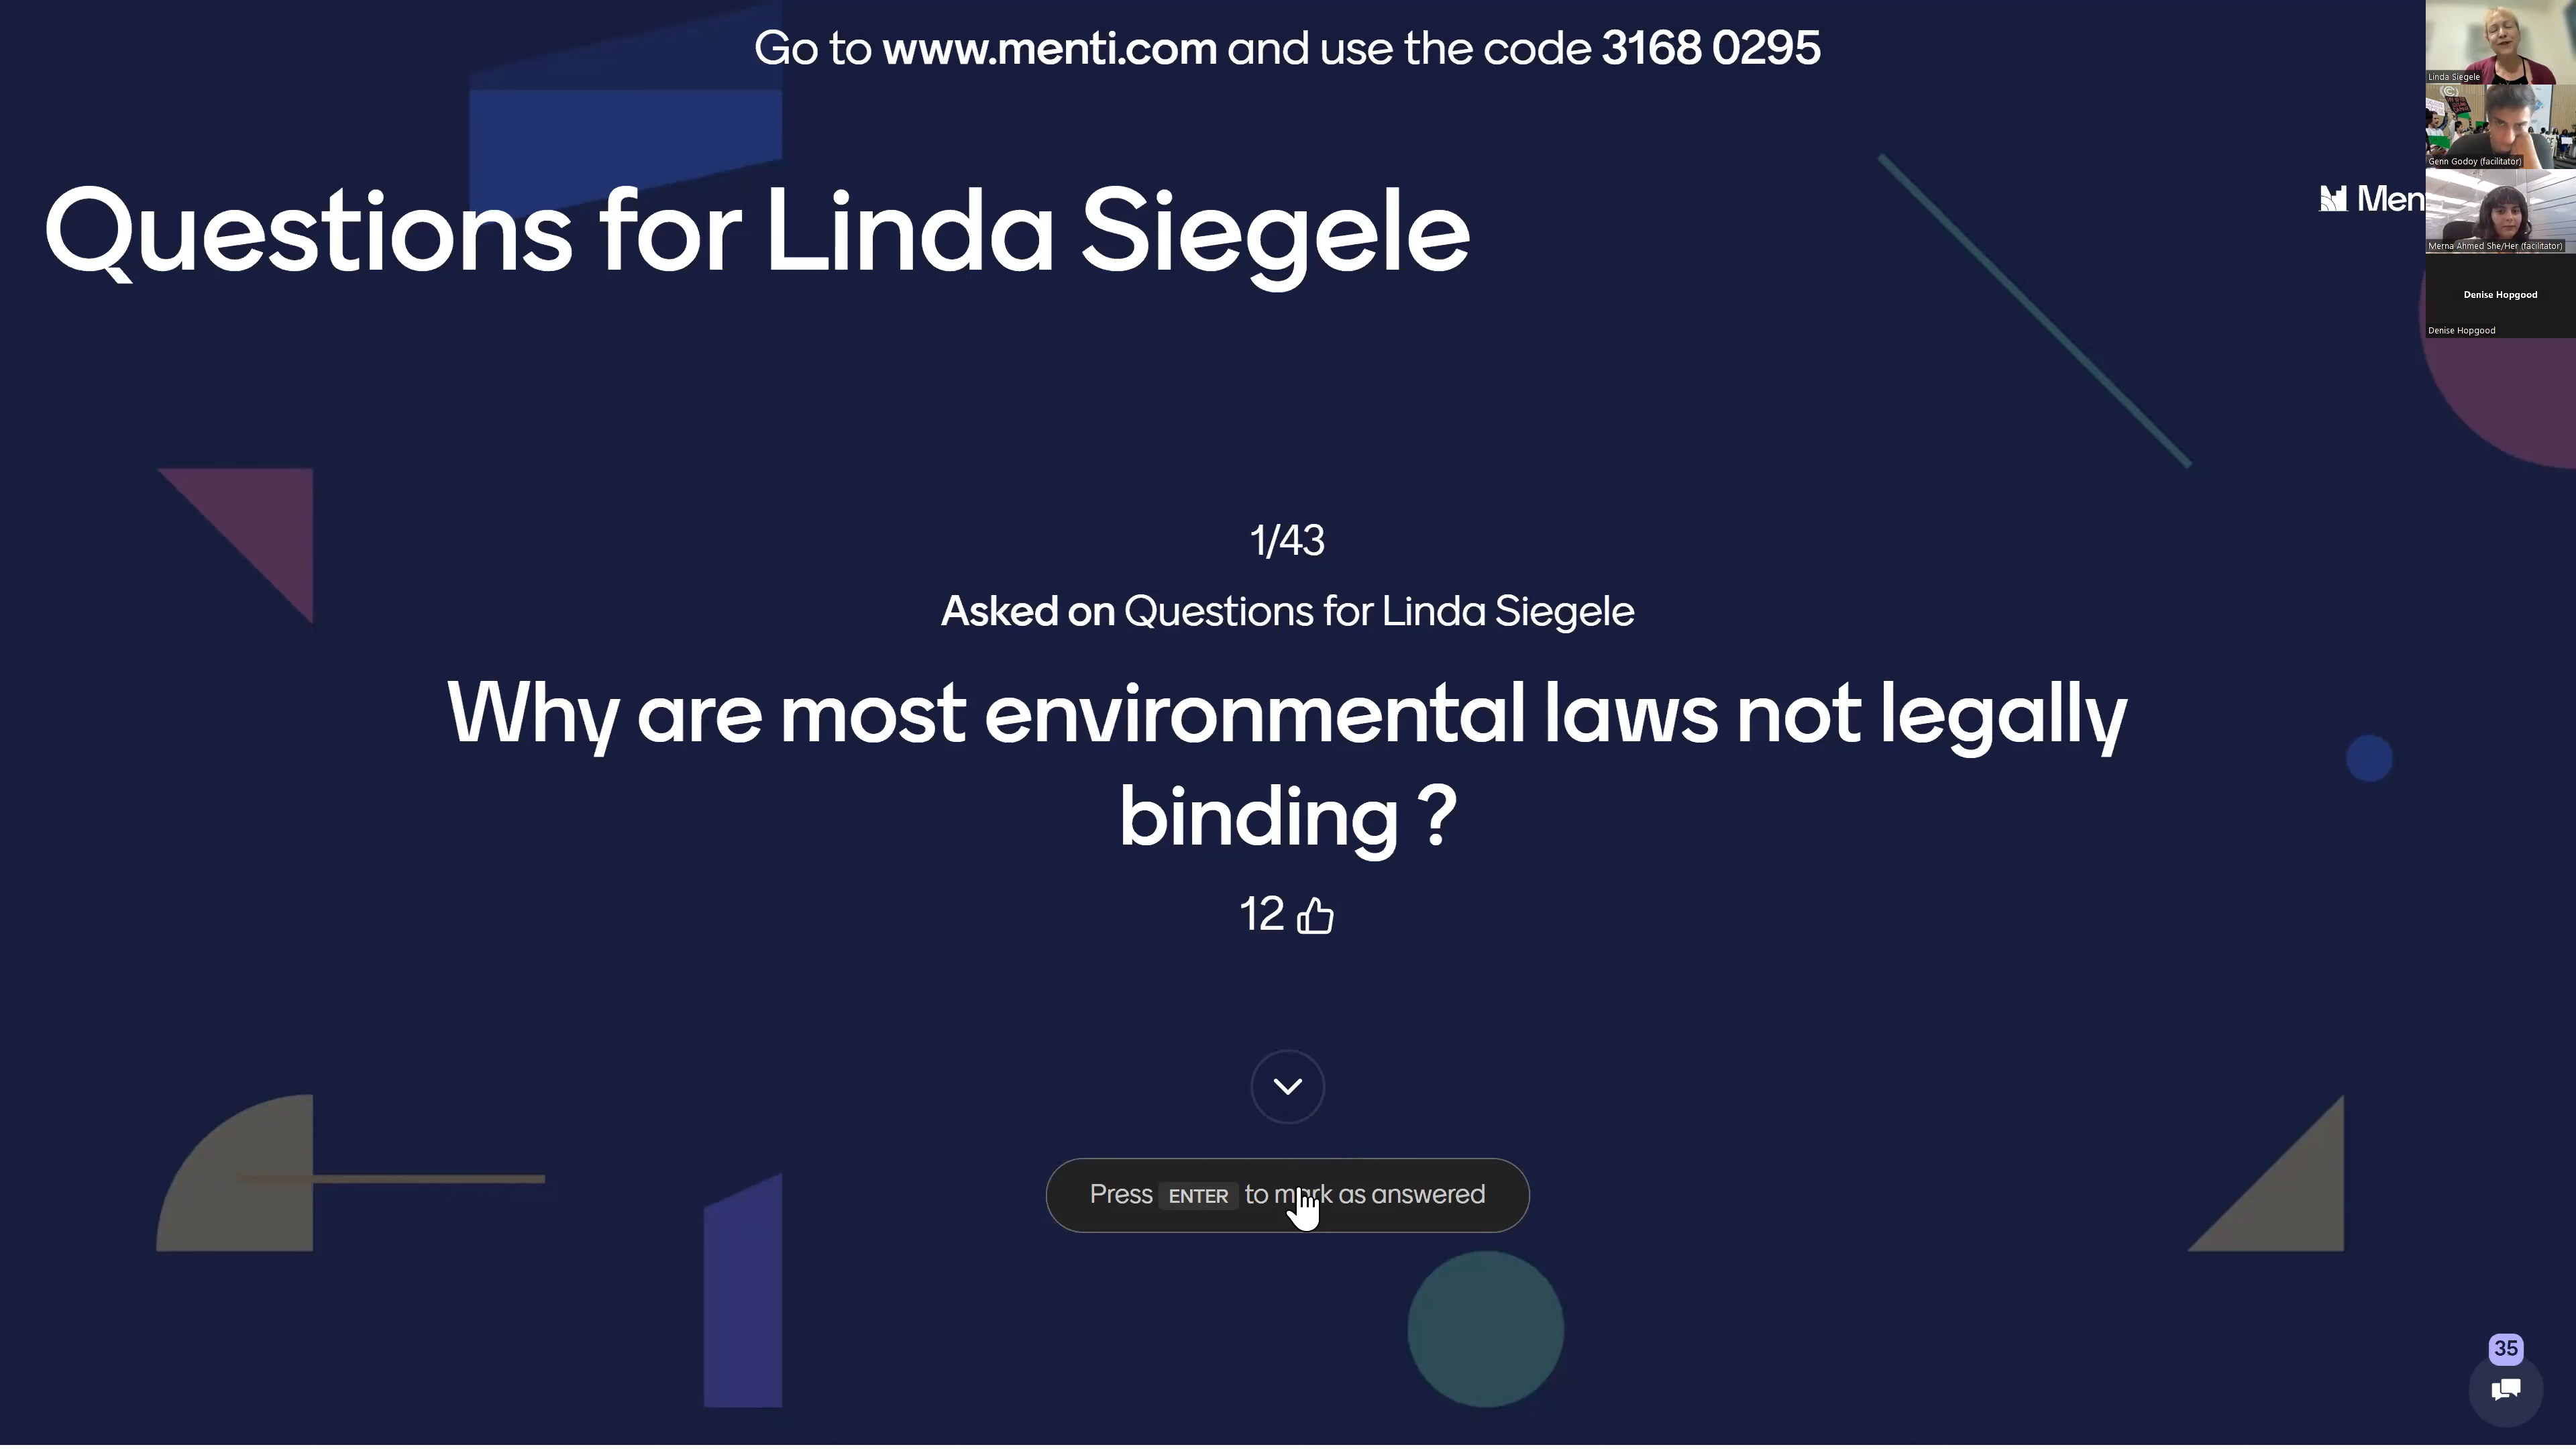 Go to www.menti.com and use the code 3168 0295
Questions for Linda Siegele
Men
Linda Siegele
Genn Godoy (facilitator)
Merna Ahmed She/Her (facilitator)
Denise Hopgood
Denise Hopgood
1/43
Asked on Questions for Linda Siegele
Why are most environmental laws not legally
binding ?
12
Press ENTER to mark as answered
35